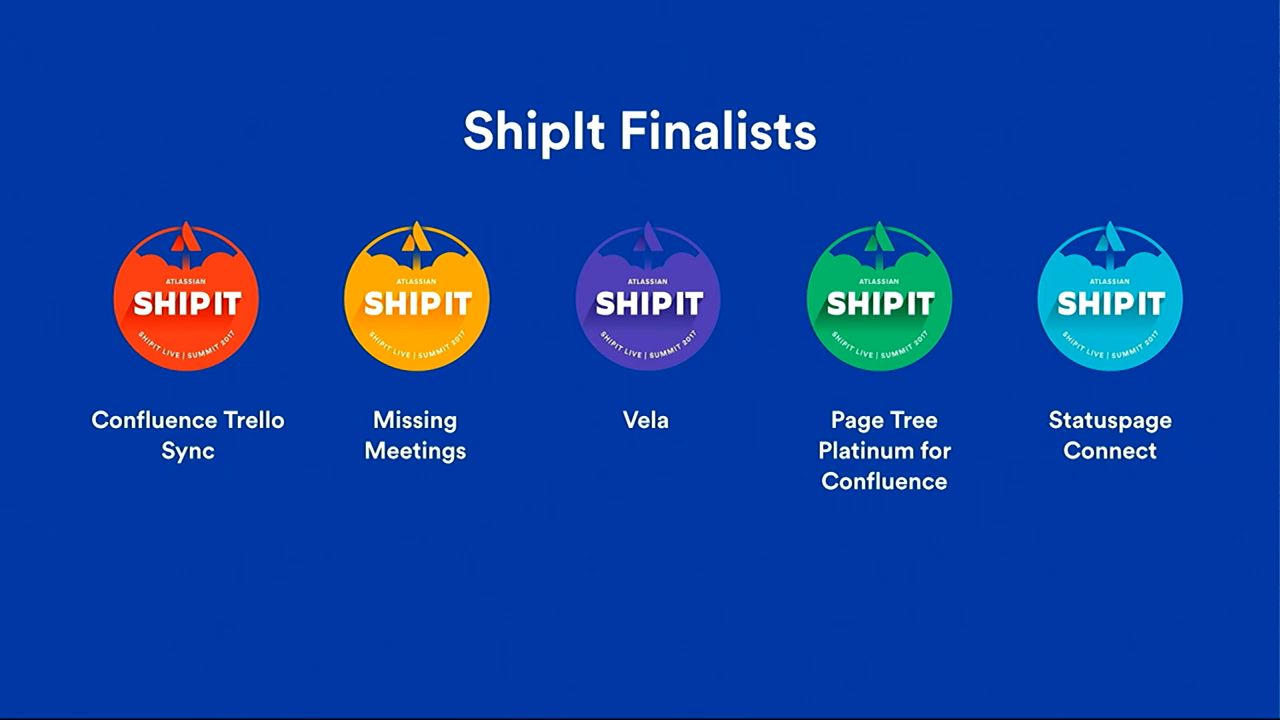 ShipIt Finalists
ATLASSIAN
SHIPIT
SHIPIT LIVE | SUMMIT 2017
Confluence Trello
Sync
ATLASSIAN
SHIPIT
SHIPIT LIVE | SUMMIT 2017
Missing
Meetings
ATLASSIAN
SHIPIT
SHIPIT LIVE | SUMMIT 2017
Vela
ATLASSIAN
SHIPIT
SHIPIT LIVE | SUMMIT 2017
Page Tree
Platinum for
Confluence
ATLASSIAN
SHIPIT
SHIPIT LIVE | SUMMIT 2017
Statuspage
Connect